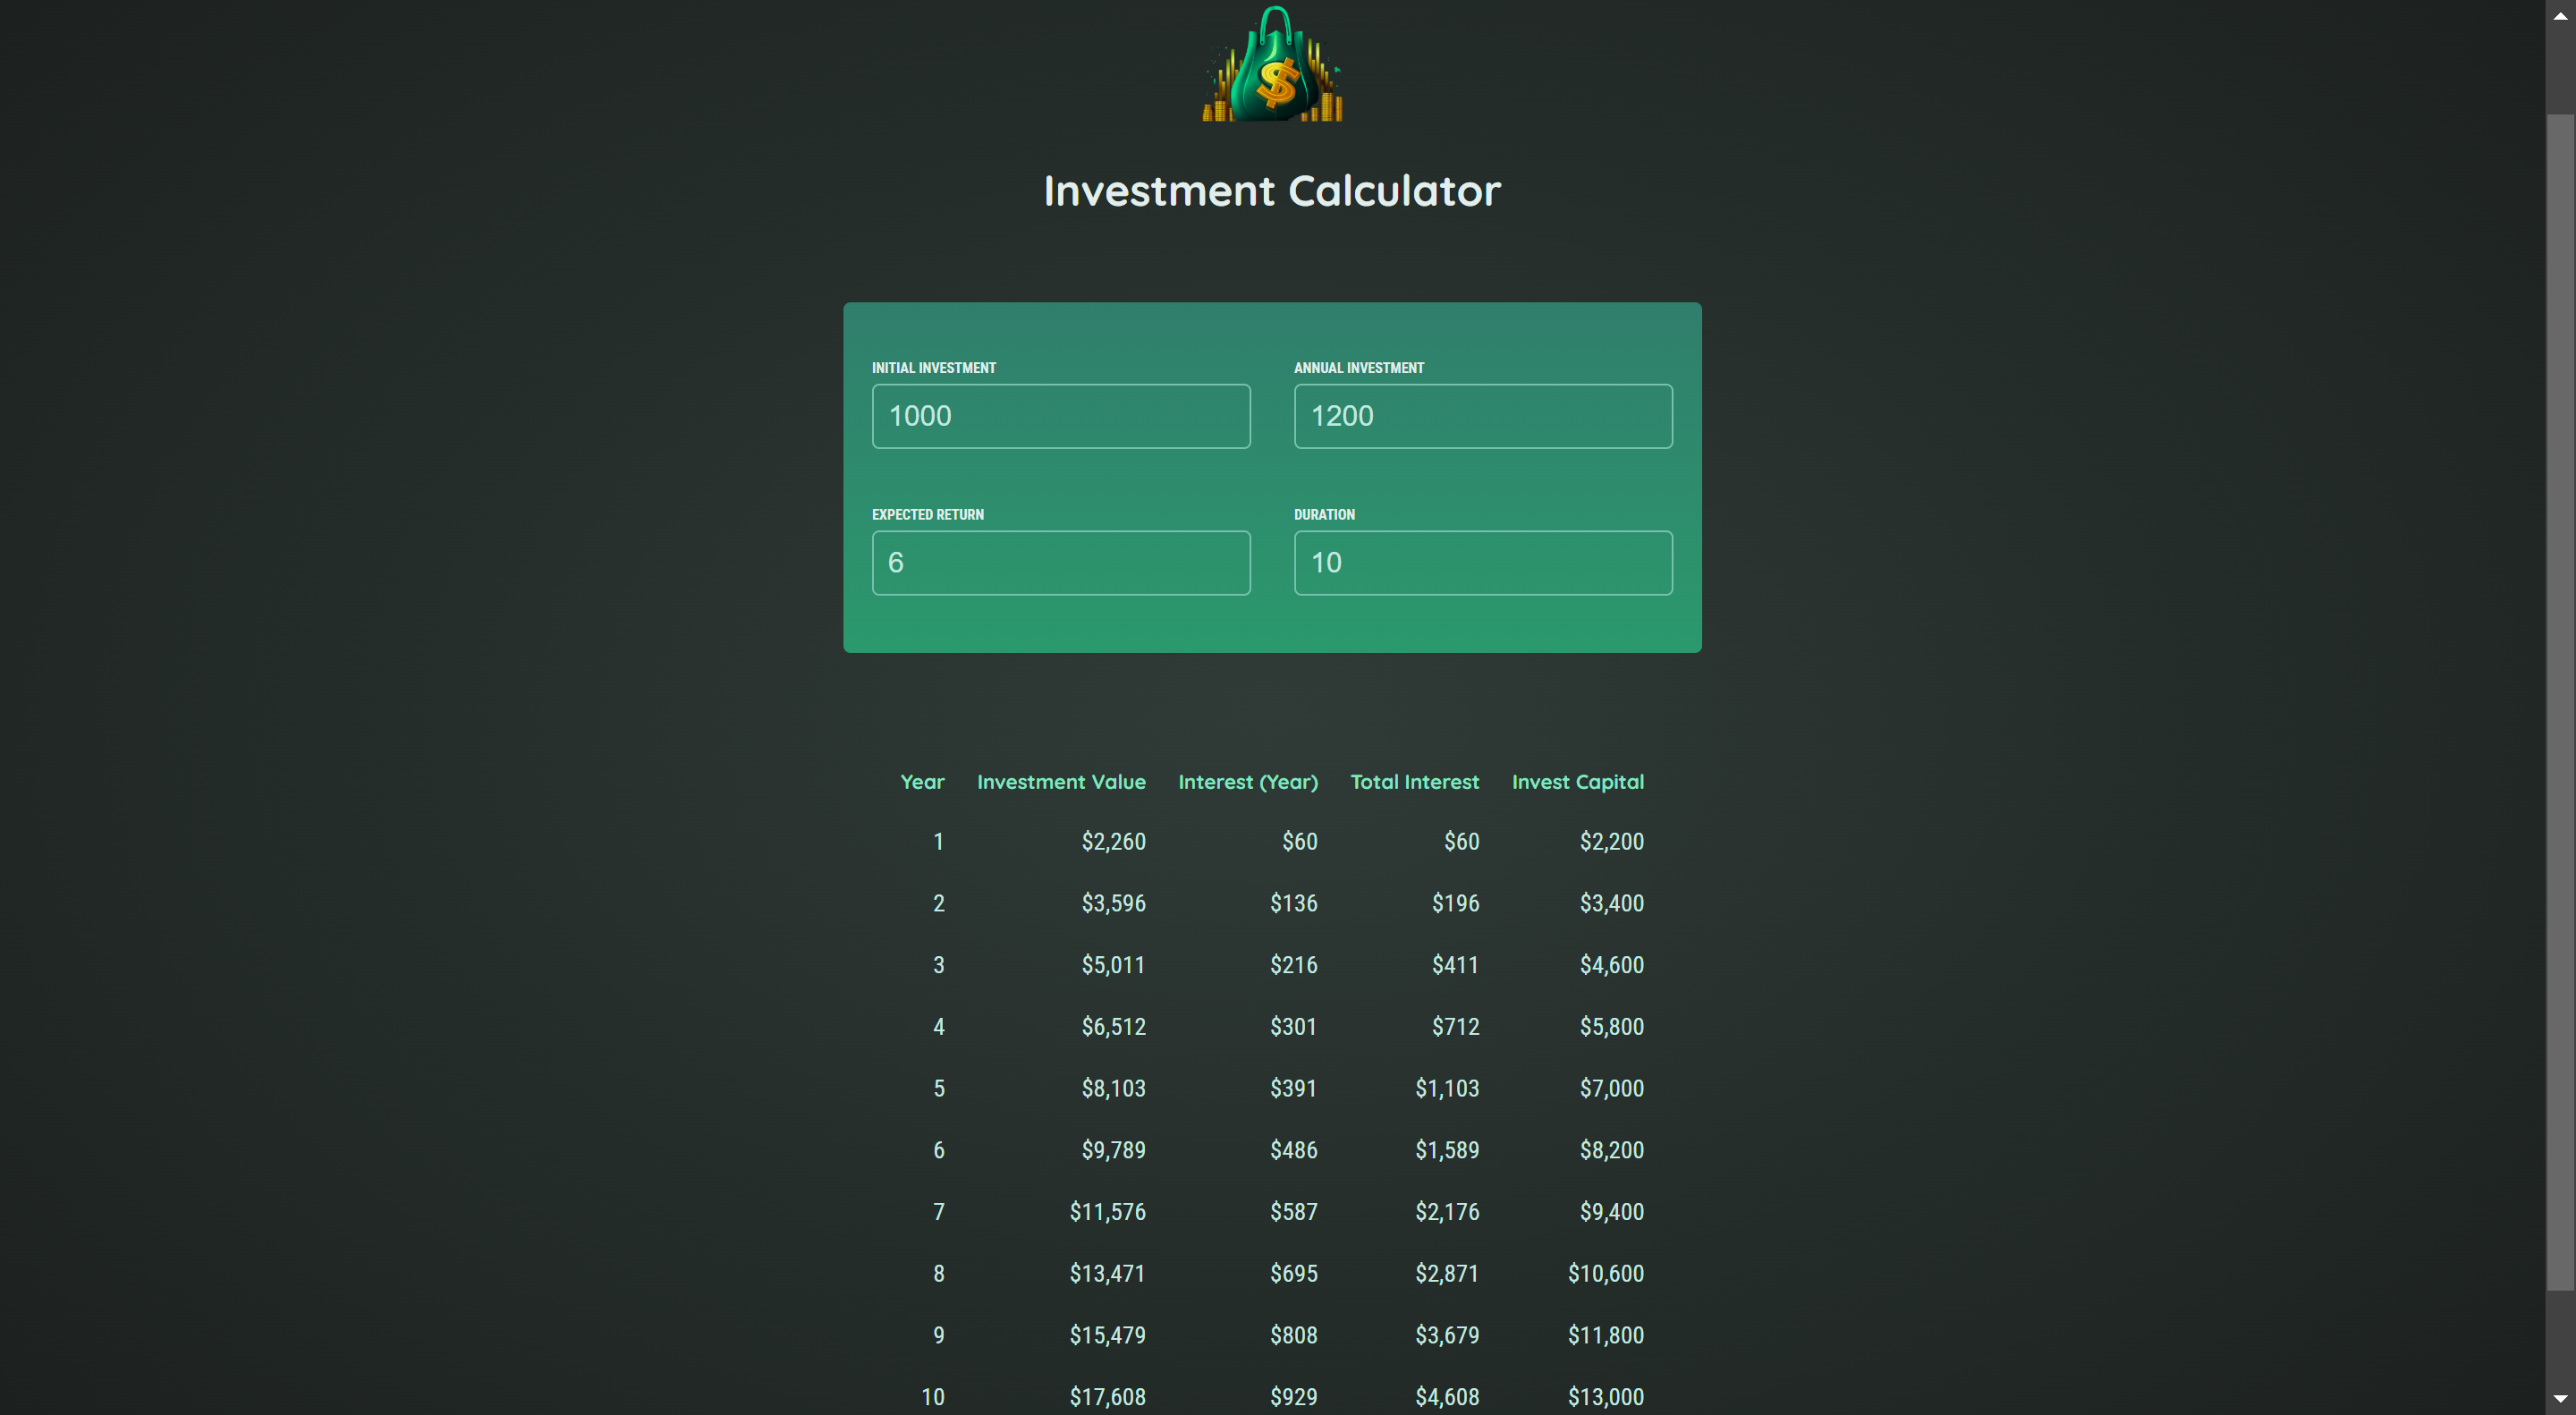 $
Investment Calculator
INITIAL INVESTMENT ANNUAL INVESTMENT
1000 1200
EXPECTED RETURN DURATION
6 10
Year Investment Value Interest (Year) Total Interest Invest Capital
1 $2,260 $60 $60 $2,200
2 $3,596 $136 $196 $3,400
3 $5,011 $216 $411 $4,600
4 $6,512 $301 $712 $5,800
5 $8,103 $391 $1,103 $7,000
6 $9,789 $486 $1,589 $8,200
7 $11,576 $587 $2,176 $9,400
8 $13,471 $695 $2,871 $10,600
9 $15,479 $808 $3,679 $11,800
10 $17,608 $929 $4,608 $13,000